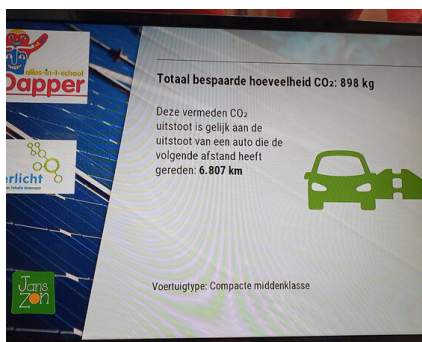 alles-in-1-school
Dapper
Totaal bespaarde hoeveelheid CO₂: 898 kg
Deze vermeden CO₂
uitstoot is gelijk aan de
uitstoot van een auto die de
volgende afstand heeft
gereden: 6.807 km
erlicht
Jans
ZON
Voertuigtype: Compacte middenklasse